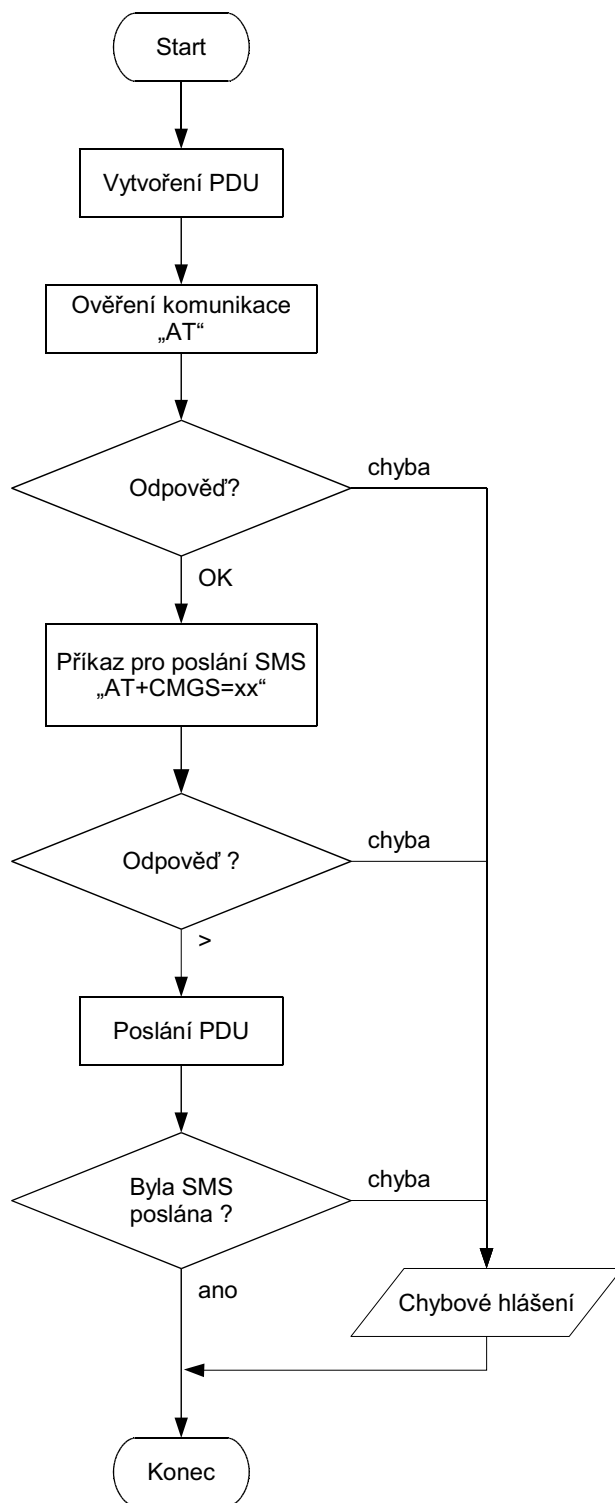 Start
Vytvoření PDU
Ověření komunikace
„AT“
Odpověď?
chyba
OK
Příkaz pro poslání SMS
„AT+CMGS=xx“
Odpověď ?
chyba
>
Poslání PDU
Byla SMS
poslána ?
chyba
ano
Chybové hlášení
Konec